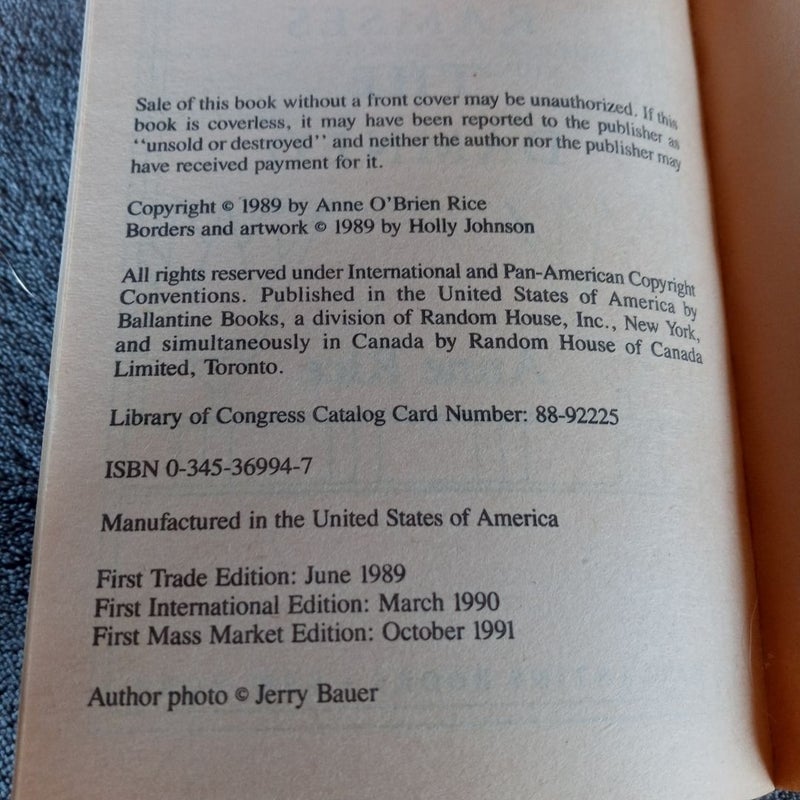 Sale of this book without a front cover may be unauthorized. If this
book is coverless, it may have been reported to the publisher as
‘‘unsold or destroyed’’ and neither the author nor the publisher may
have received payment for it.
Copyright © 1989 by Anne O’Brien Rice
Borders and artwork © 1989 by Holly Johnson
All rights reserved under International and Pan-American Copyright
Conventions. Published in the United States of America by
Ballantine Books, a division of Random House, Inc., New York,
and simultaneously in Canada by Random House of Canada
Limited, Toronto.
Library of Congress Catalog Card Number: 88-92225
ISBN 0-345-36994-7
Manufactured in the United States of America
First Trade Edition: June 1989
First International Edition: March 1990
First Mass Market Edition: October 1991
Author photo © Jerry Bauer